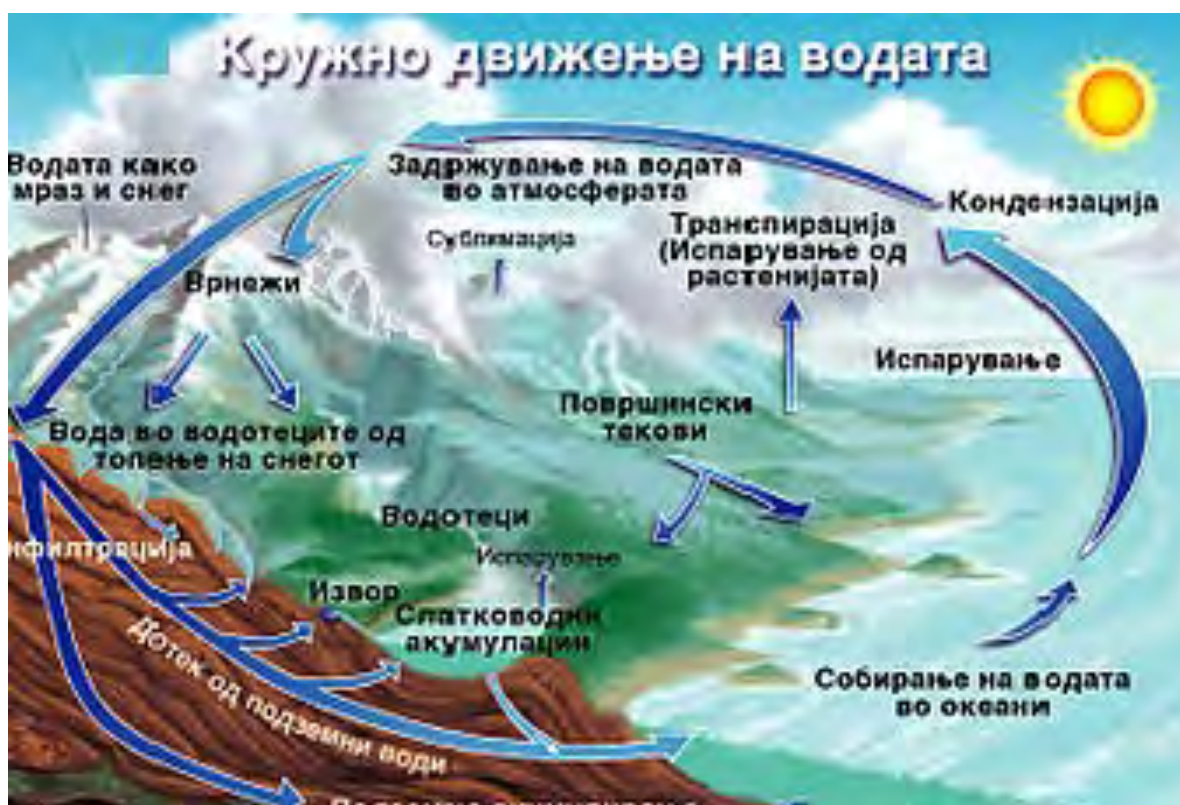 Кружно движење на водата
Водата како
мраз и снег
Задржување на водата
во атмосферата
Кондензација
Сублимација
Транспирација
(Испарување од
растенијата)
Врнежи
Испарување
Површински
текови
Вода во водотеците од
топење на снегот
Водотеци
нфилтрација
Испарување
Извор
Слатководни
акумулации
Дотек од подземни води
Собирање на водата
во океани